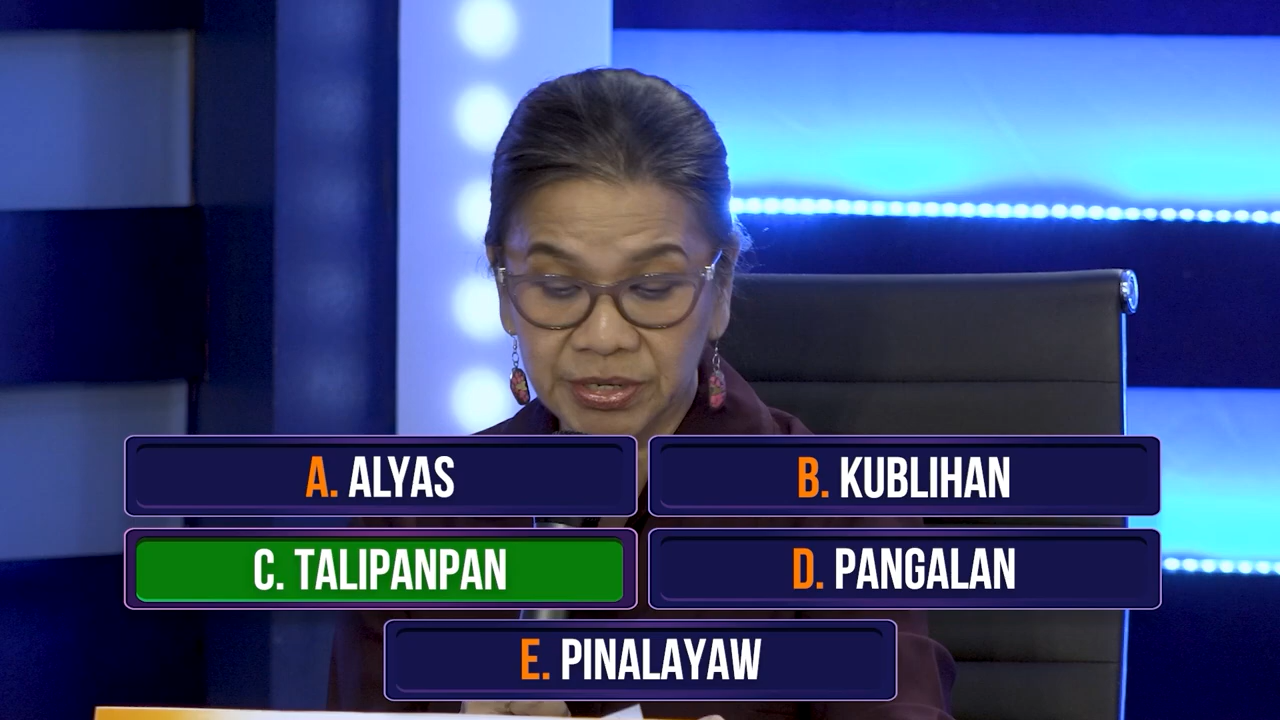 A. ALYAS
B. KUBLIHAN
C. TALIPANPAN
D. PANGALAN
E. PINALAYAW